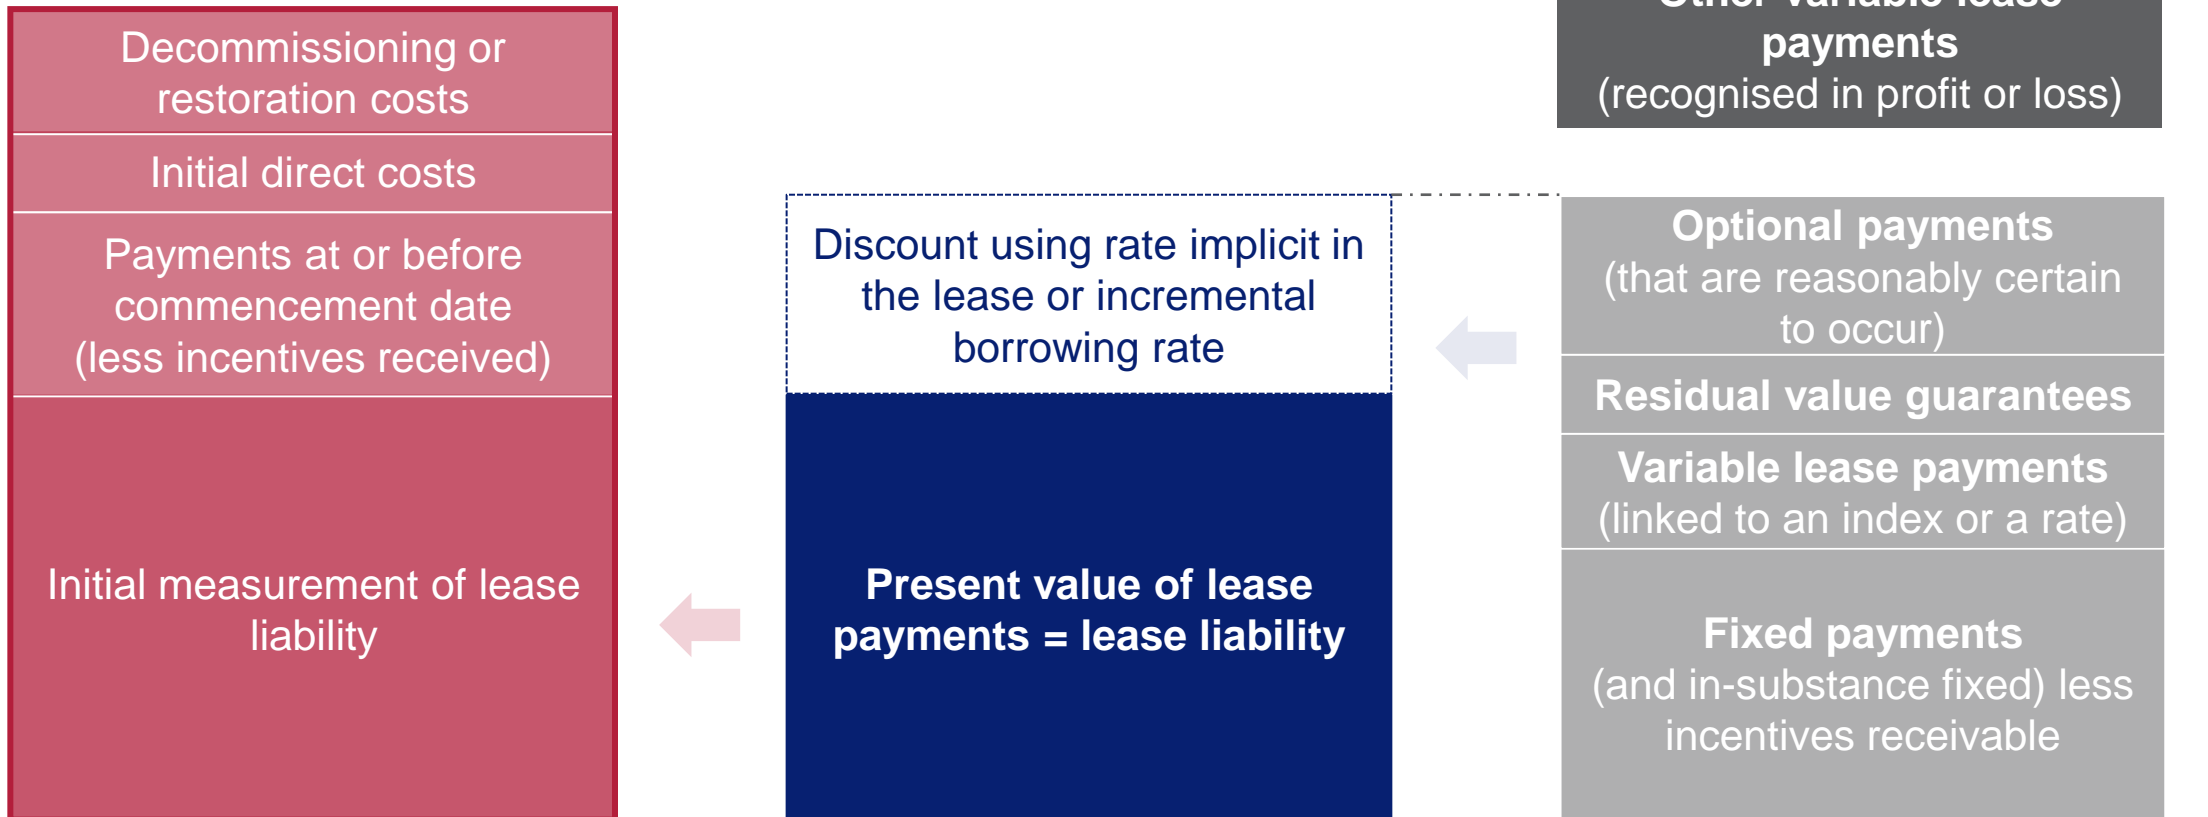 Decommissioning or
restoration costs
Initial direct costs
Payments at or before
commencement date
(less incentives received)
Initial measurement of lease
liability
Discount using rate implicit in
the lease or incremental
borrowing rate
Present value of lease
payments = lease liability
Other variable lease
payments
(recognised in profit or loss)
Optional payments
(that are reasonably certain
to occur)
Residual value guarantees
Variable lease payments
(linked to an index or a rate)
Fixed payments
(and in-substance fixed) less
incentives receivable